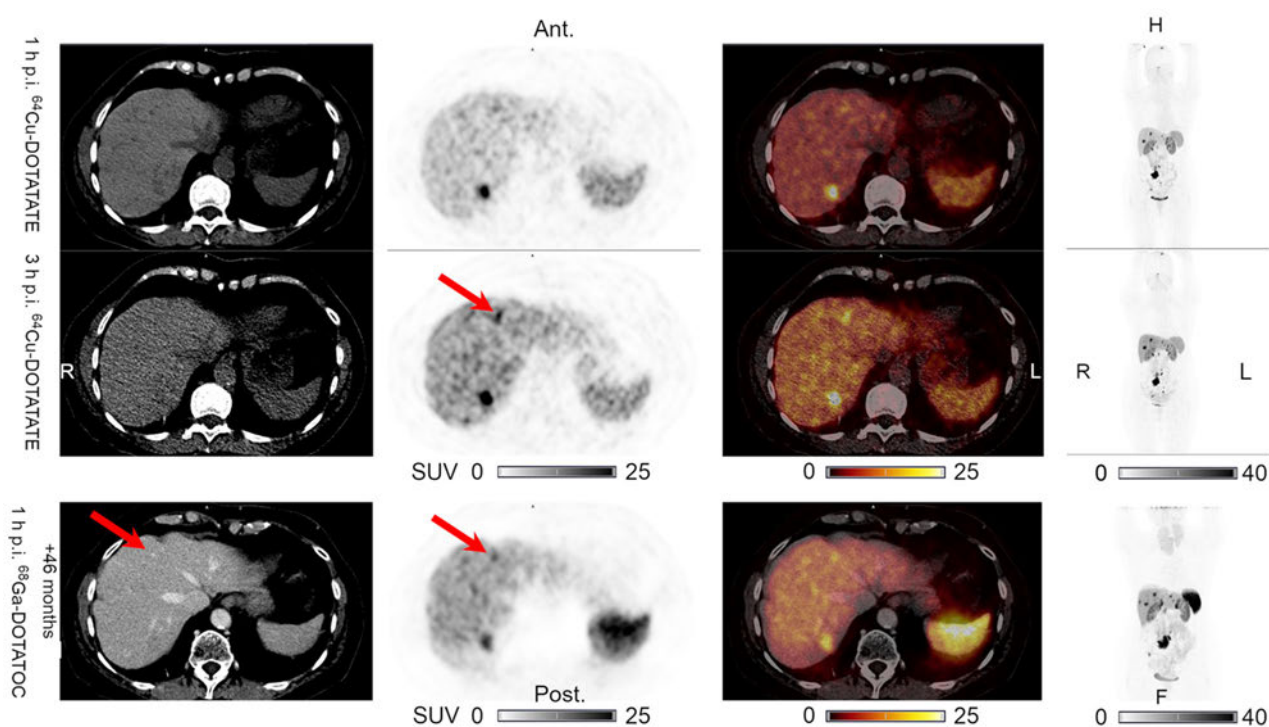 Ant.
H
1 h p.i. ⁶⁴Cu-DOTATATE
3 h p.i. ⁶⁴Cu-DOTATATE
R
L
R
L
SUV 0 25
0 25
0 40
+46 months
1 h p.i. ⁶⁸Ga-DOTATOC
Post.
F
SUV 0 25
0 25
0 40